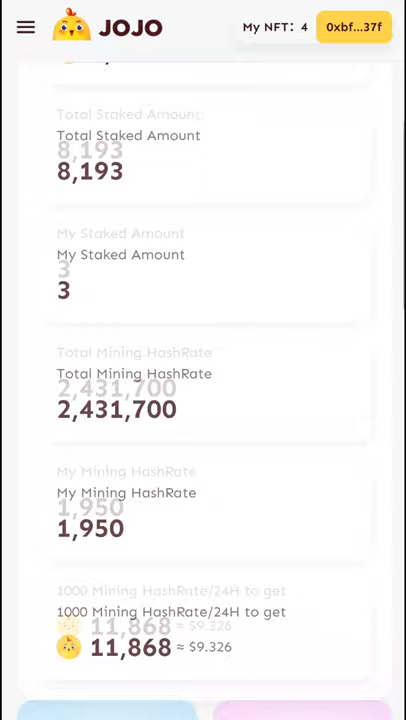 JOJO
My NFT: 4
0xbf...37f
Total Staked Amount
8,193
My Staked Amount
3
Total Mining HashRate
2,431,700
My Mining HashRate
1,950
1000 Mining HashRate/24H to get
11,868 ≈ $9.326